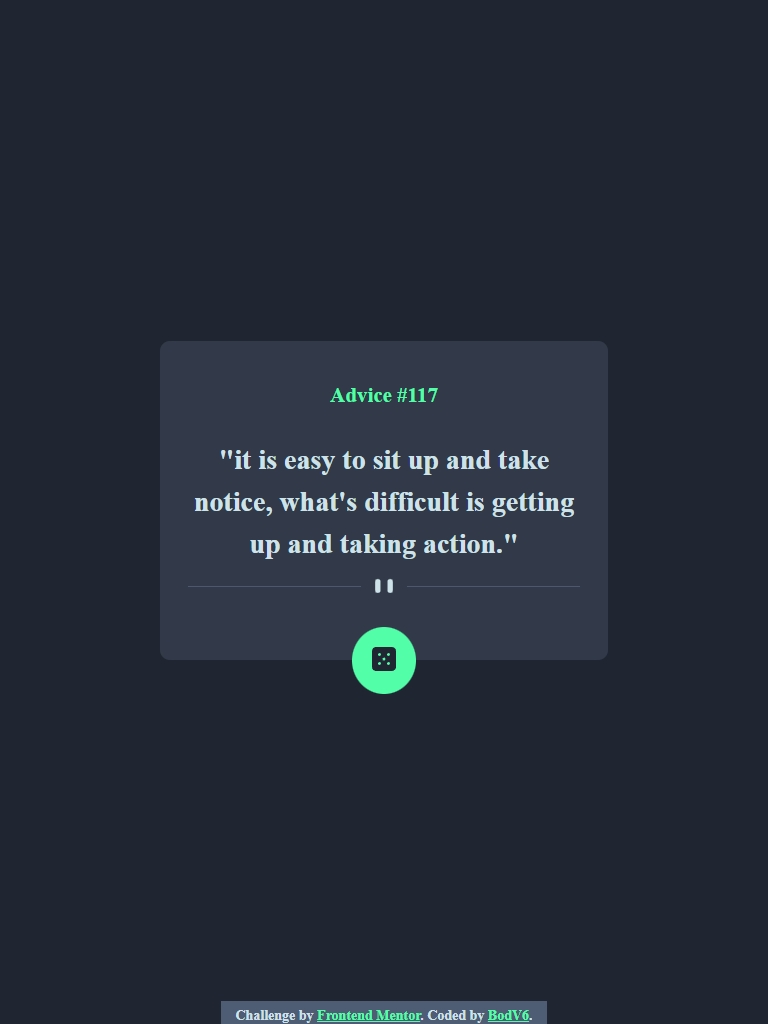 Advice #117
"it is easy to sit up and take
notice, what's difficult is getting
up and taking action."
Challenge by Frontend Mentor. Coded by BodV6.